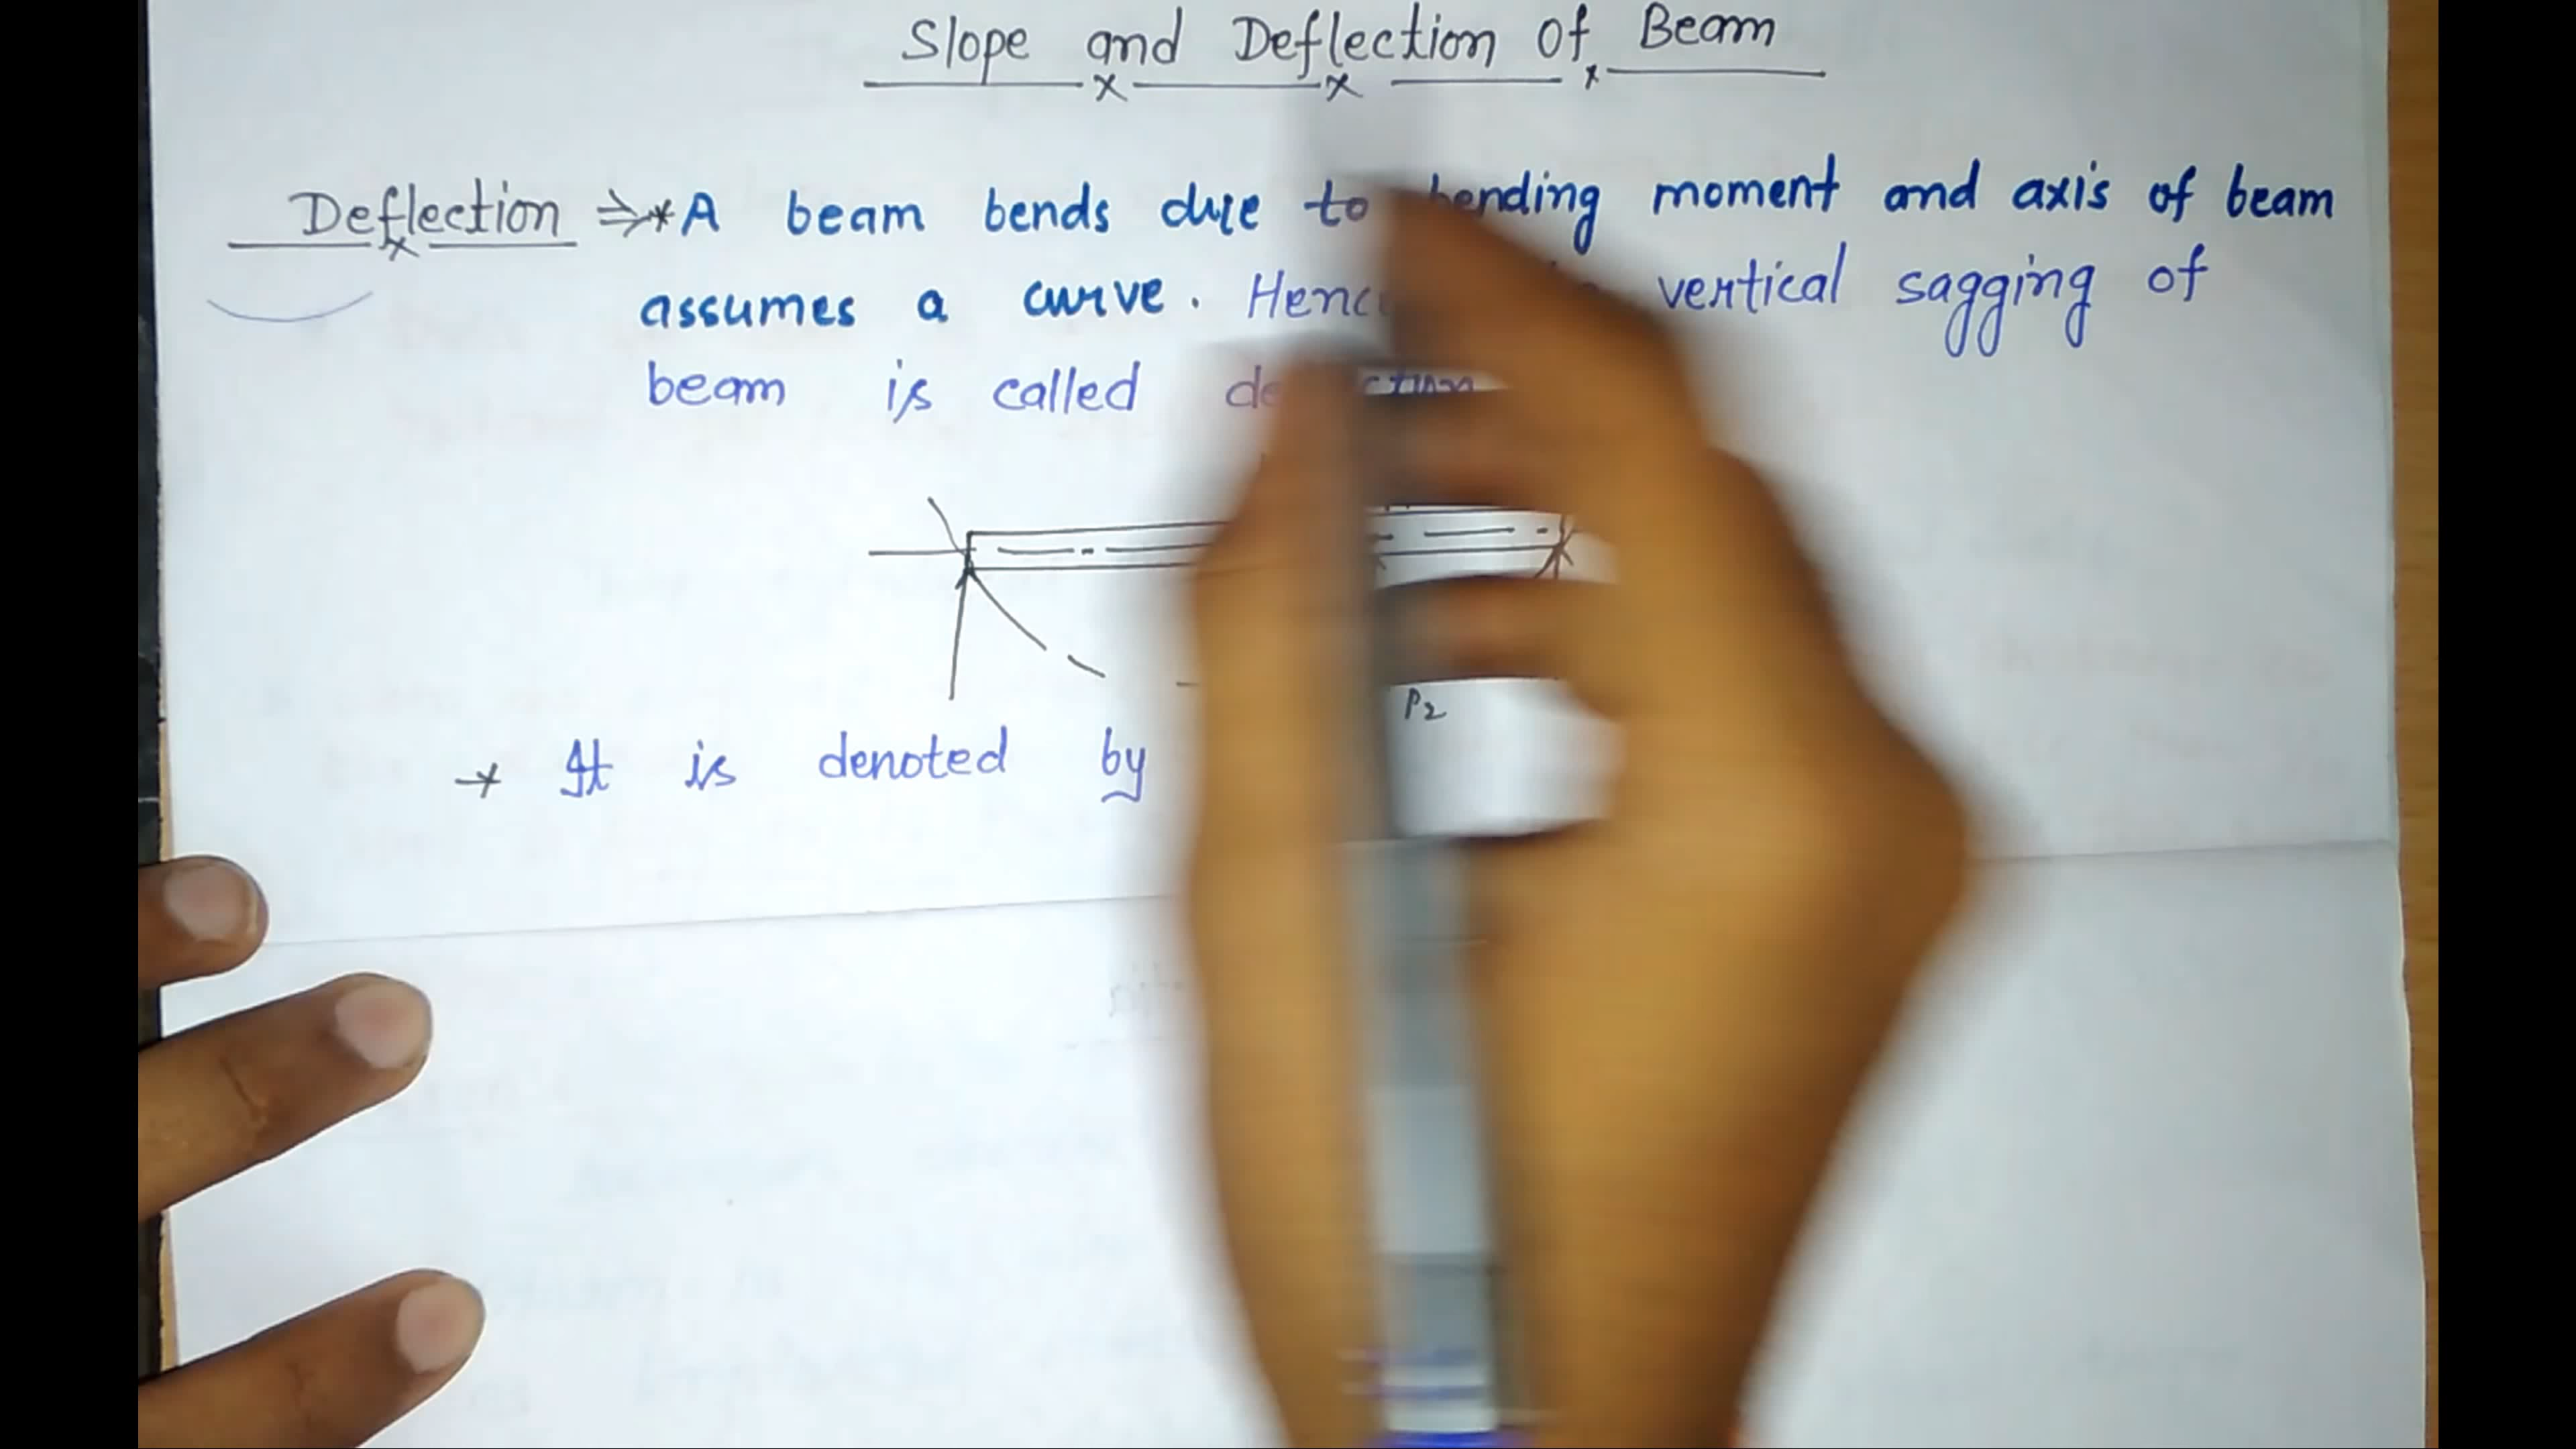 Slope and Deflection of Beam
Deflection ⇒ * A beam bends due to bending moment and axis of beam
assumes a curve. Hence vertical sagging of
beam is called deflection
P2
→ It is denoted by